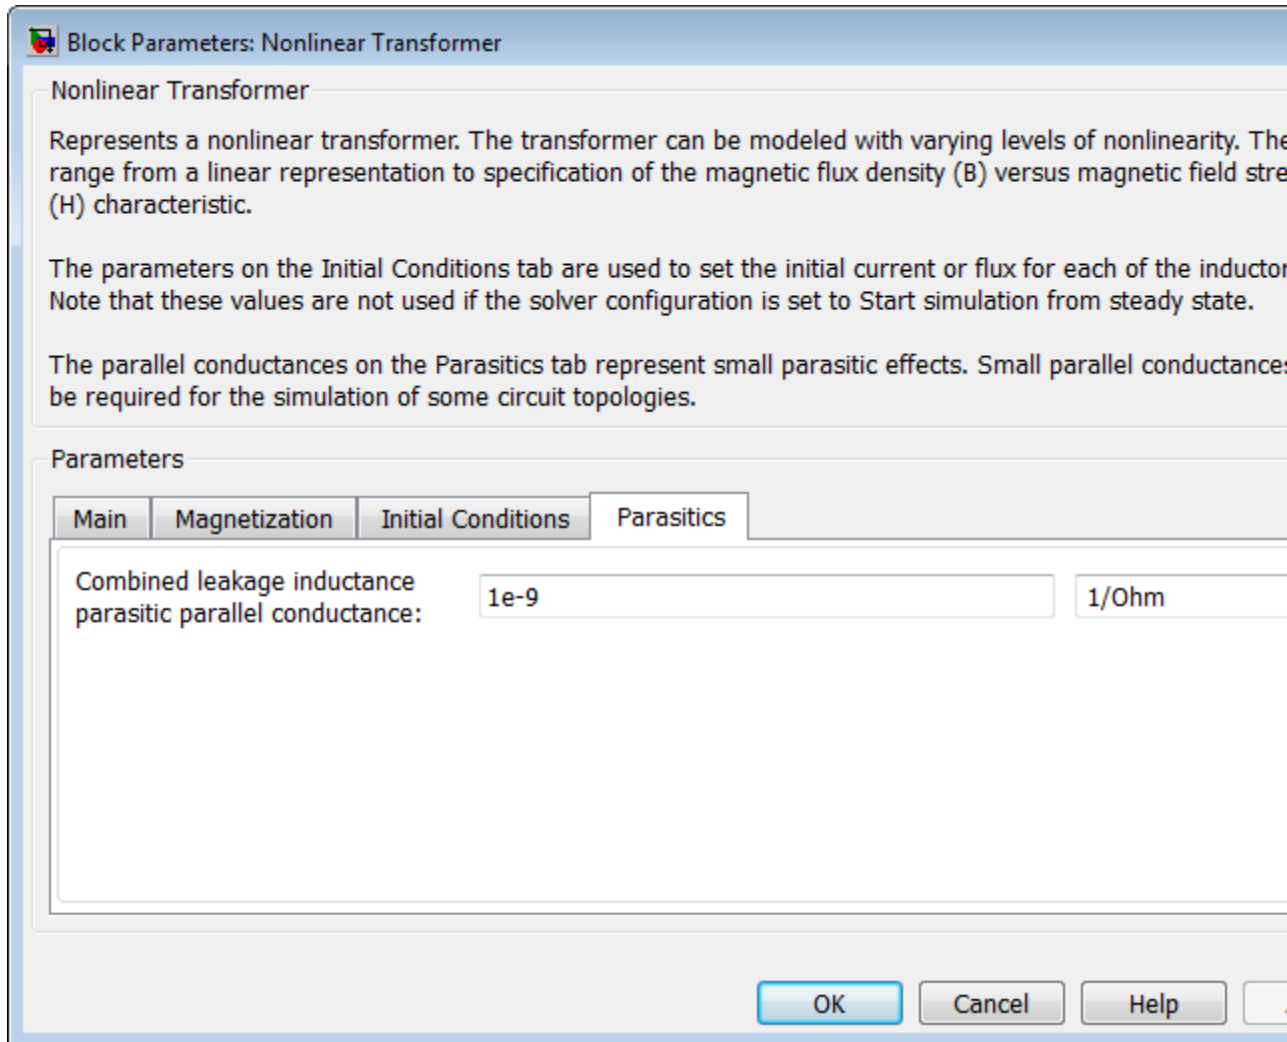 Block Parameters: Nonlinear Transformer
Nonlinear Transformer
Represents a nonlinear transformer. The transformer can be modeled with varying levels of nonlinearity. The
range from a linear representation to specification of the magnetic flux density (B) versus magnetic field stre
(H) characteristic.
The parameters on the Initial Conditions tab are used to set the initial current or flux for each of the inductor
Note that these values are not used if the solver configuration is set to Start simulation from steady state.
The parallel conductances on the Parasitics tab represent small parasitic effects. Small parallel conductances
be required for the simulation of some circuit topologies.
Parameters
Main Magnetization Initial Conditions Parasitics
Combined leakage inductance
parasitic parallel conductance:
1e-9 1/Ohm
OK Cancel Help